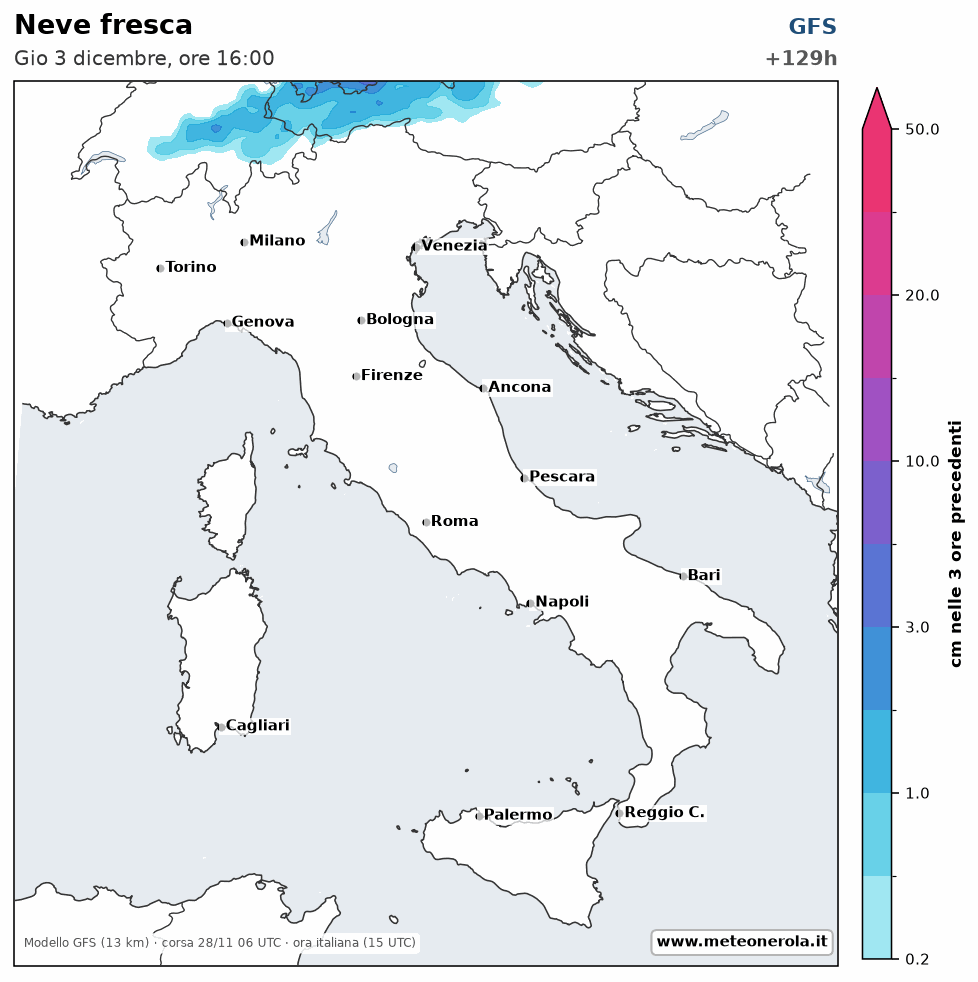 Neve fresca
GFS
Gio 3 dicembre, ore 16:00
+129h
50.0
20.0
10.0
3.0
1.0
0.2
cm nelle 3 ore precedenti
Milano
Venezia
Torino
Genova
Bologna
Firenze
Ancona
Pescara
Roma
Bari
Napoli
Cagliari
Palermo
Reggio C.
Modello GFS (13 km) · corsa 28/11 06 UTC · ora italiana (15 UTC)
www.meteonerola.it